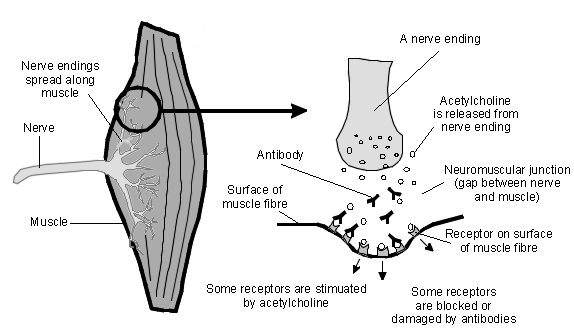 Nerve endings
spread along
muscle
Nerve
Muscle
A nerve ending
Acetylcholine
is released from
nerve ending
Antibody
Neuromuscular junction
(gap between nerve
and muscle)
Surface of
muscle fibre
Receptor on surface
of muscle fibre
Some receptors are stimuated
by acetylcholine
Some receptors
are blocked or
damaged by antibodies